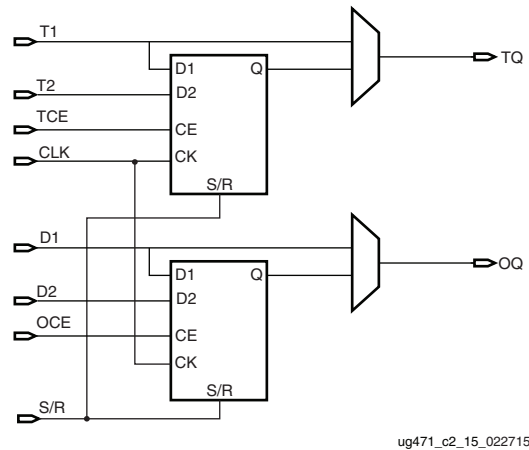 T1
D1 Q
TQ
T2
D2
TCE
CE
CLK
CK
S/R
D1
D1 Q
OQ
D2
D2
OCE
CE
CK
S/R
S/R
ug471_c2_15_022715